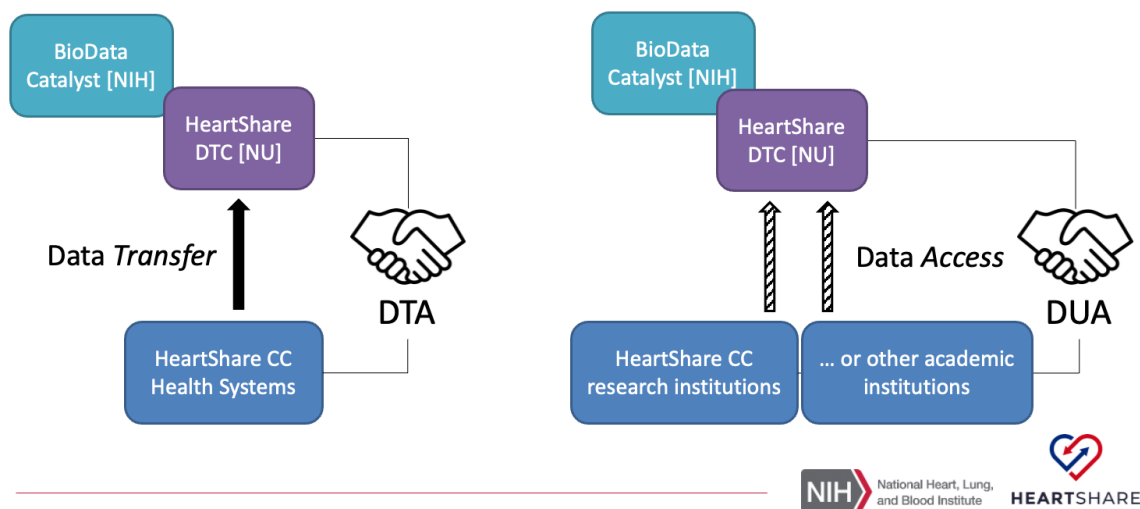 BioData
Catalyst [NIH]
HeartShare
DTC [NU]
Data Transfer
DTA
HeartShare CC
Health Systems
BioData
Catalyst [NIH]
HeartShare
DTC [NU]
Data Access
DUA
HeartShare CC
research institutions
... or other academic
institutions
NIH
National Heart, Lung,
and Blood Institute
HEARTSHARE